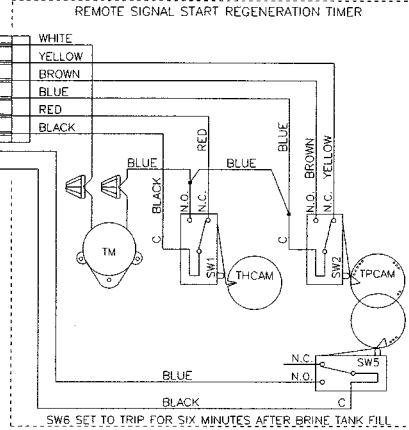 REMOTE SIGNAL START REGENERATION TIMER
WHITE
YELLOW
BROWN
BLUE
RED
BLACK
BLUE
BLUE
RED
BLUE
BROWN
YELLOW
BLACK
N.O.
N.C.
N.O.
N.C.
C
C
TM
SW1
THCAM
SW2
TPCAM
N.C.
SW5
N.O.
BLUE
BLACK
C
SW6 SET TO TRIP FOR SIX MINUTES AFTER BRINE TANK FILL